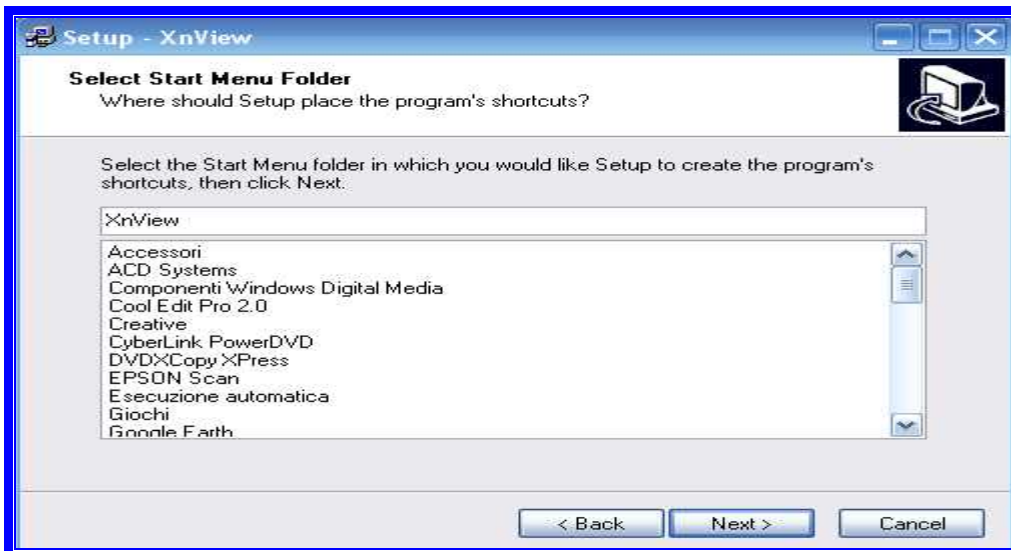 Setup - XnView
Select Start Menu Folder
Where should Setup place the program's shortcuts?
Select the Start Menu folder in which you would like Setup to create the program's
shortcuts, then click Next.
XnView
Accessori
ACD Systems
Componenti Windows Digital Media
Cool Edit Pro 2.0
Creative
CyberLink PowerDVD
DVDXCopy XPress
EPSON Scan
Esecuzione automatica
Giochi
Google Earth
< Back
Next >
Cancel